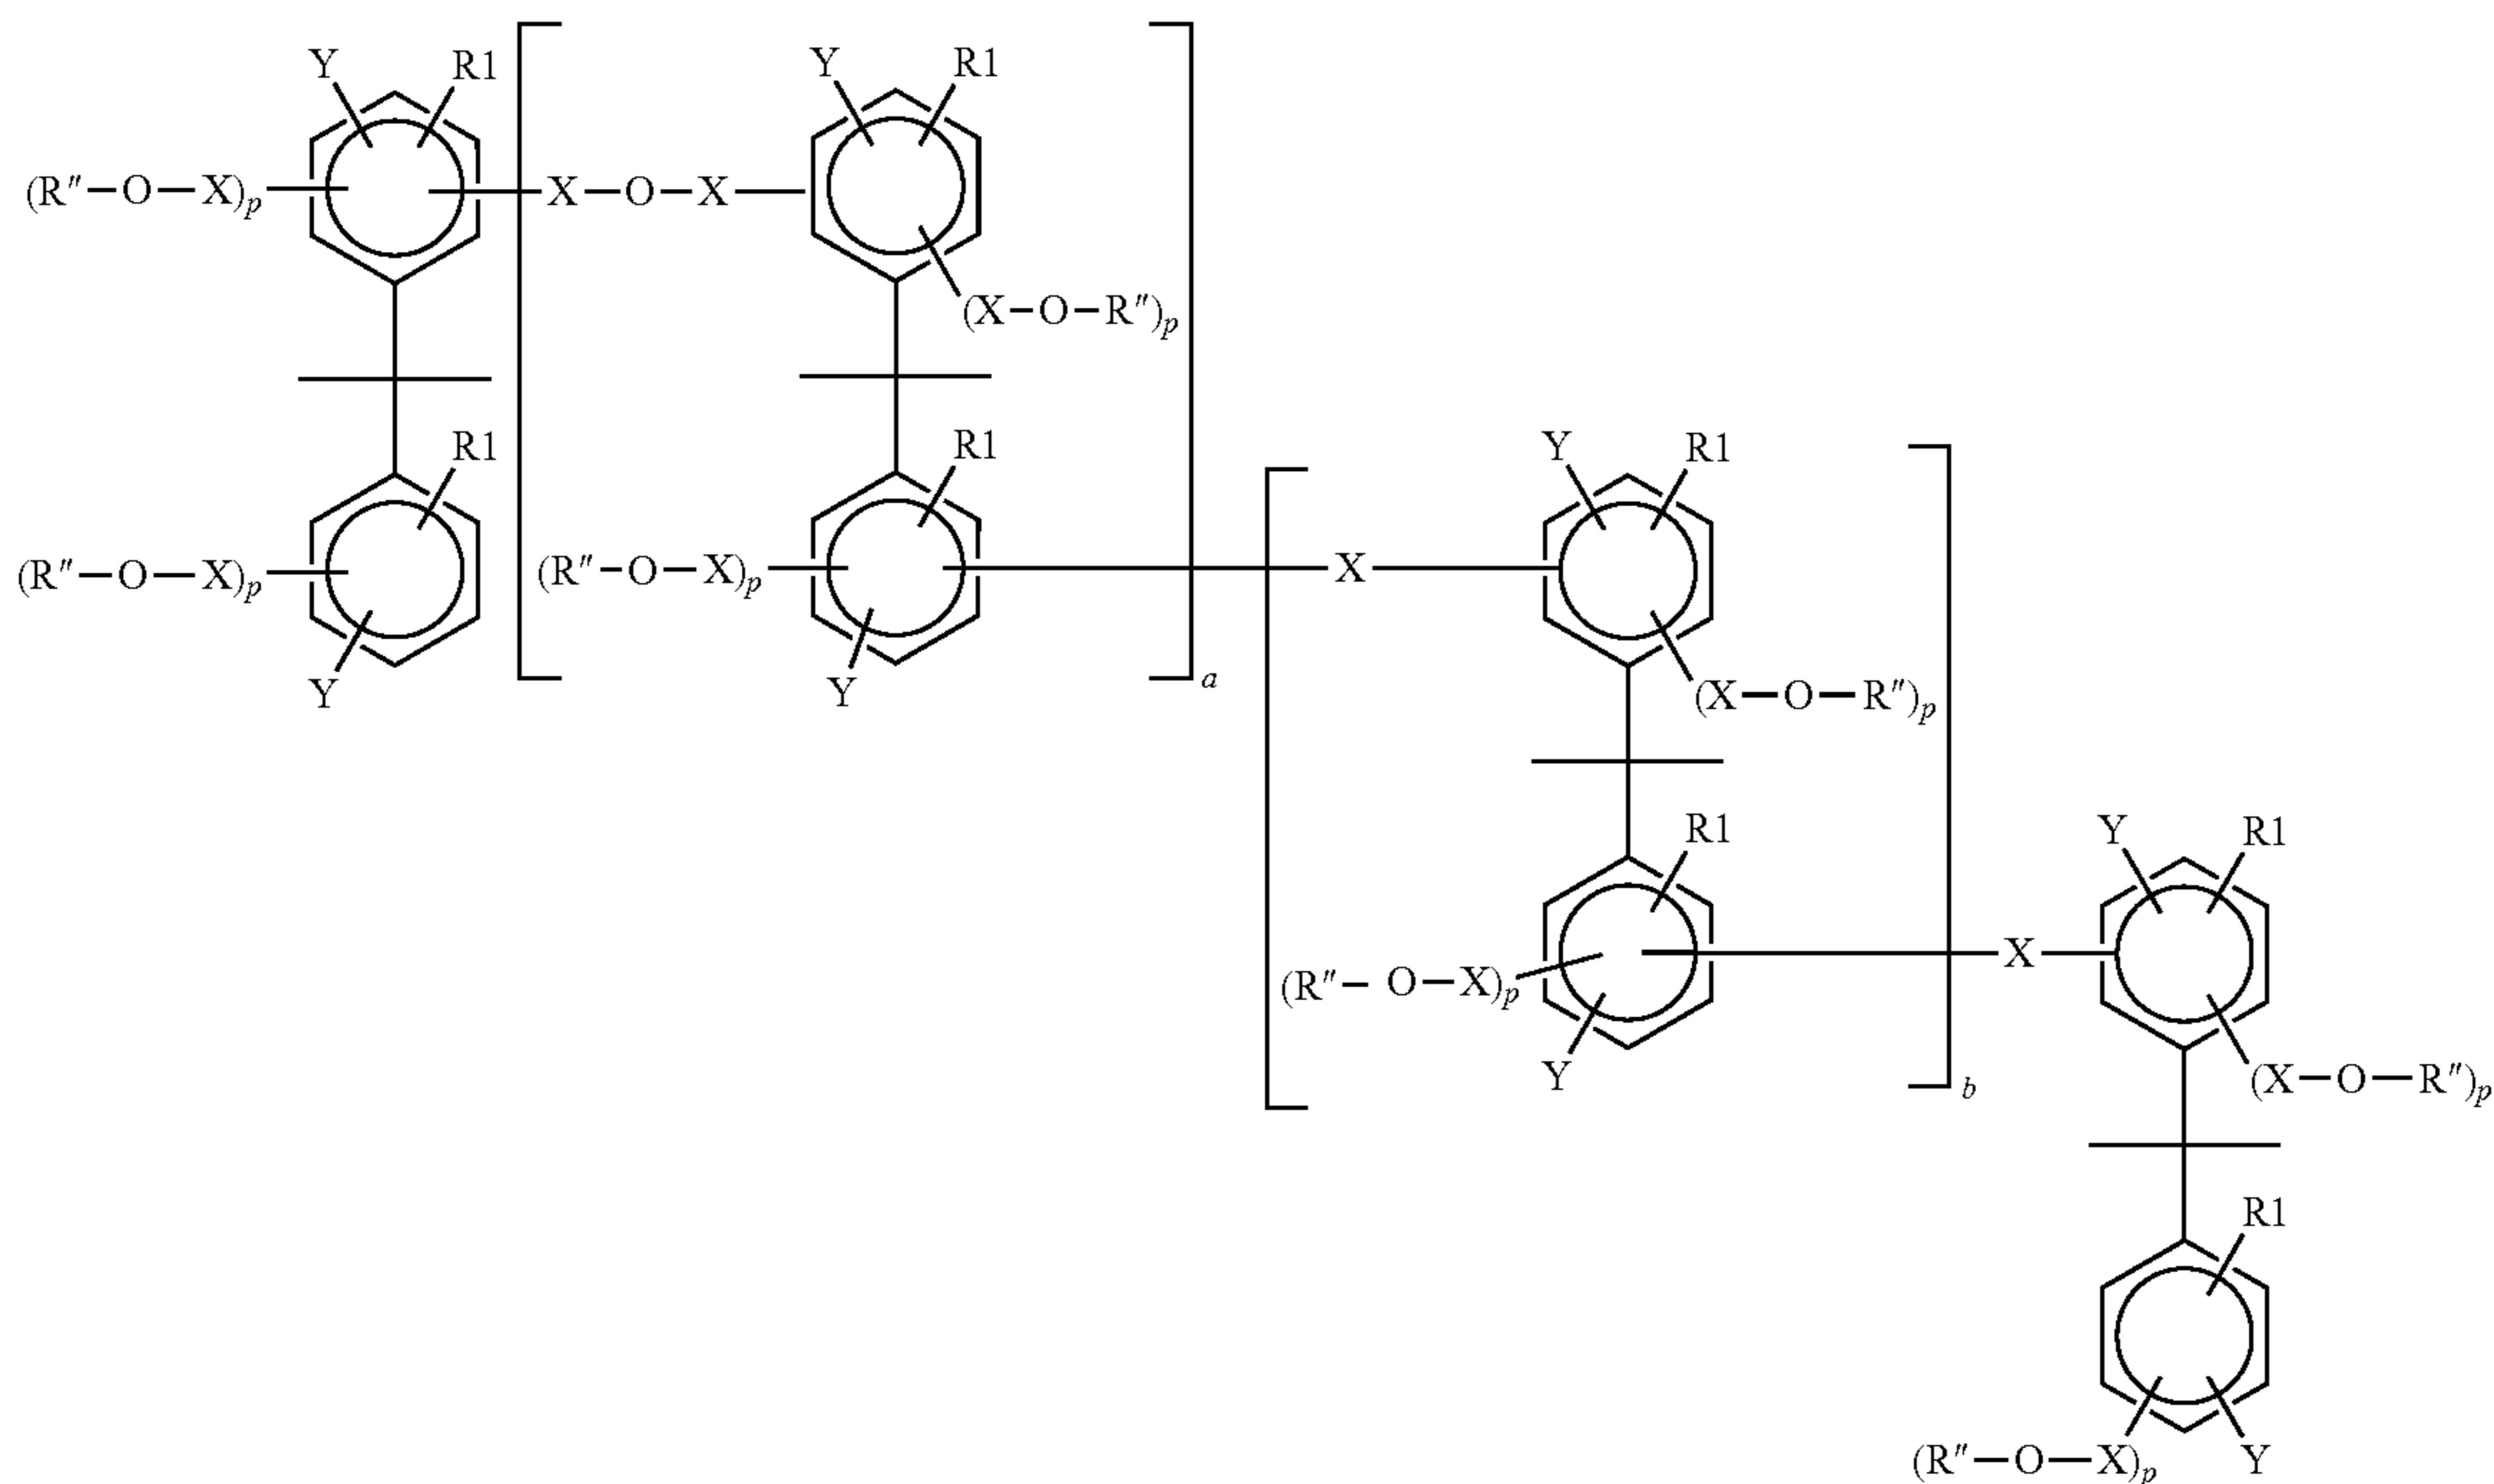 Y R1 Y R1
(R″—O—X)p X—O—X
(X—O—R″)p
R1 R1 Y R1
(R″—O—X)p (R″—O—X)p X
Y Y a (X—O—R″)p
R1 Y R1
(R″— O—X)p X
Y b (X—O—R″)p
R1
(R″—O—X)p Y